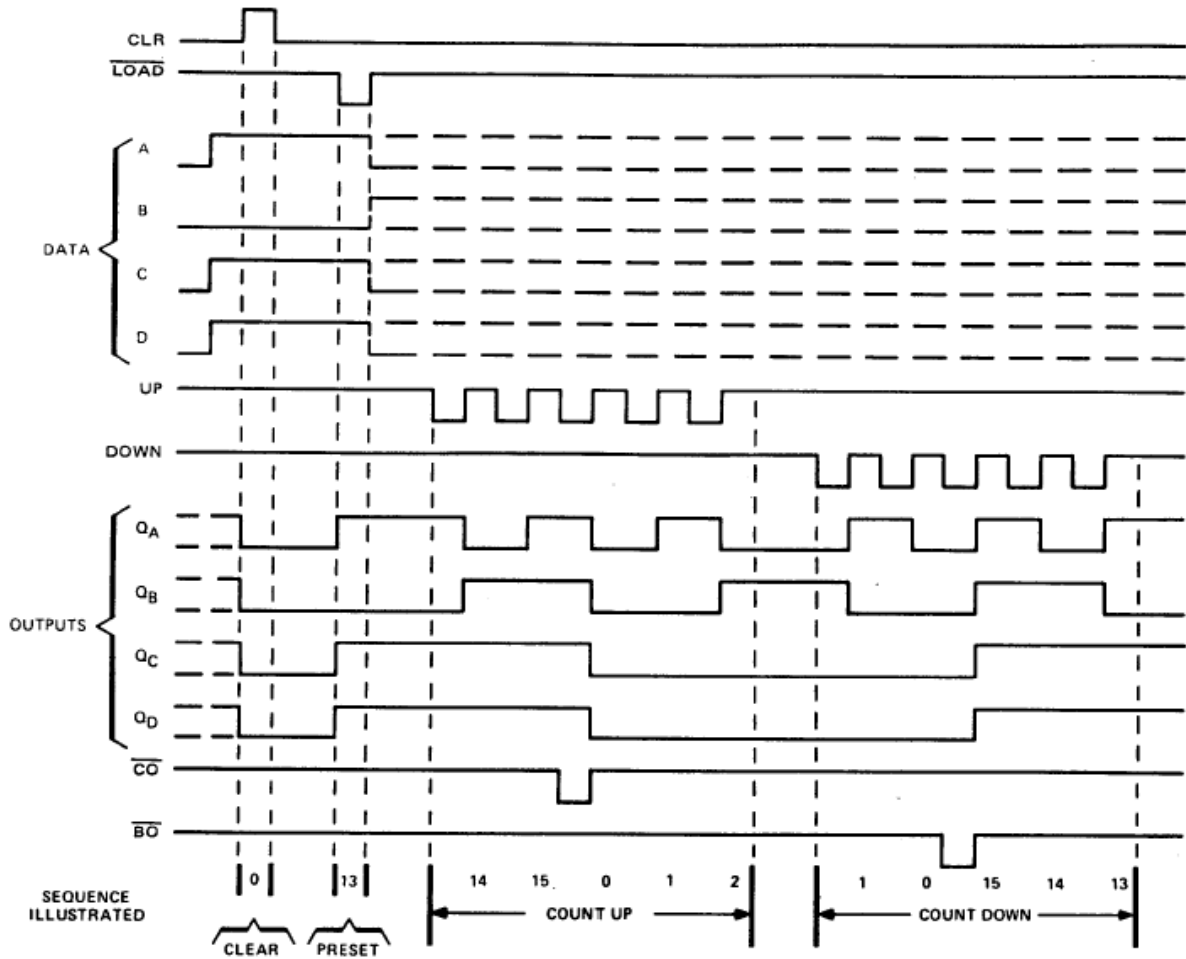 CLR
LOAD
A
B
DATA
C
D
UP
DOWN
QA
QB
OUTPUTS
QC
QD
CO
BO
SEQUENCE
ILLUSTRATED
0 13 14 15 0 1 2 1 0 15 14 13
COUNT UP COUNT DOWN
CLEAR PRESET